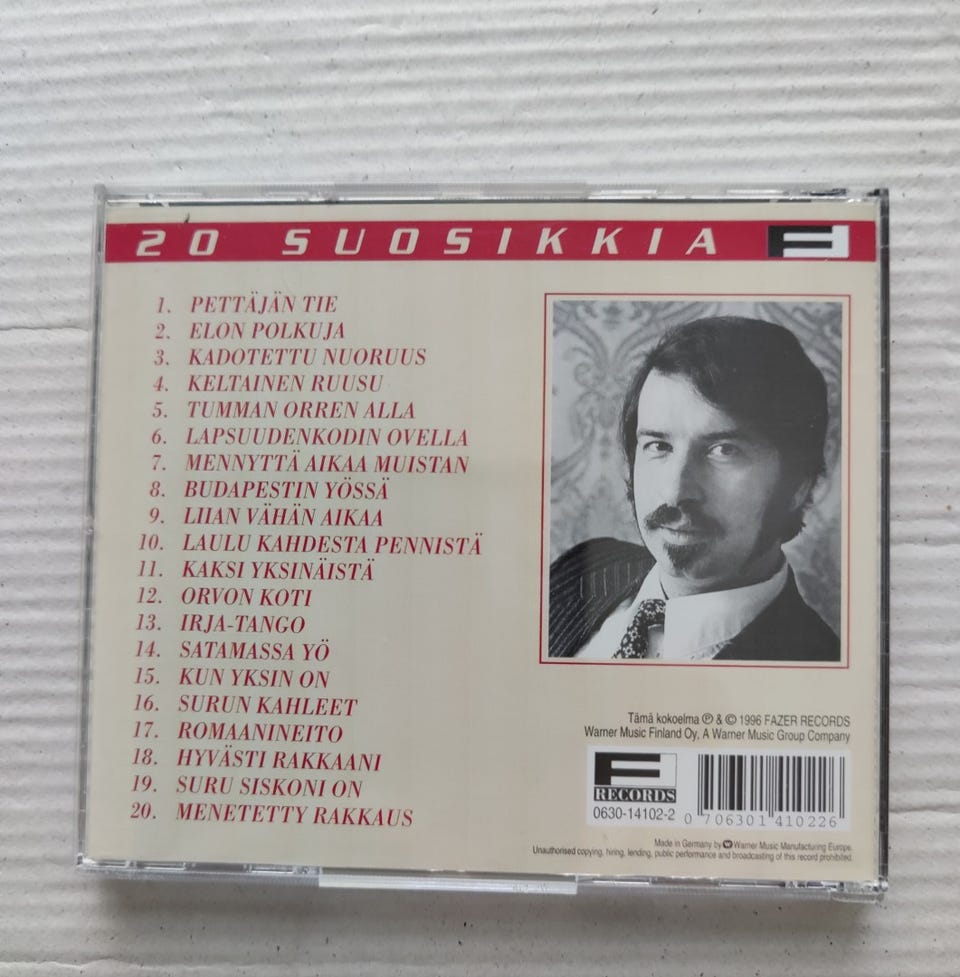 20 SUOSIKKIA F
1. PETTÄJÄN TIE
2. ELON POLKUJA
3. KADOTETTU NUORUUS
4. KELTAINEN RUUSU
5. TUMMAN ORREN ALLA
6. LAPSUUDENKODIN OVELLA
7. MENNYTTÄ AIKAA MUISTAN
8. BUDAPESTIN YÖSSÄ
9. LIIAN VÄHÄN AIKAA
10. LAULU KAHDESTA PENNISTÄ
11. KAKSI YKSINÄISTÄ
12. ORVON KOTI
13. IRJA-TANGO
14. SATAMASSA YÖ
15. KUN YKSIN ON
16. SURUN KAHLEET
17. ROMAANINEITO
18. HYVÄSTI RAKKAANI
19. SURU SISKONI ON
20. MENETETTY RAKKAUS
Tämä kokoelma ℗ & © 1996 FAZER RECORDS
Warner Music Finland Oy, A Warner Music Group Company
F
RECORDS
0630-14102-2
0 706301 410226
Made in Germany by Warner Music Manufacturing Europe.
Unauthorised copying, hiring, lending, public performance and broadcasting of this record prohibited.